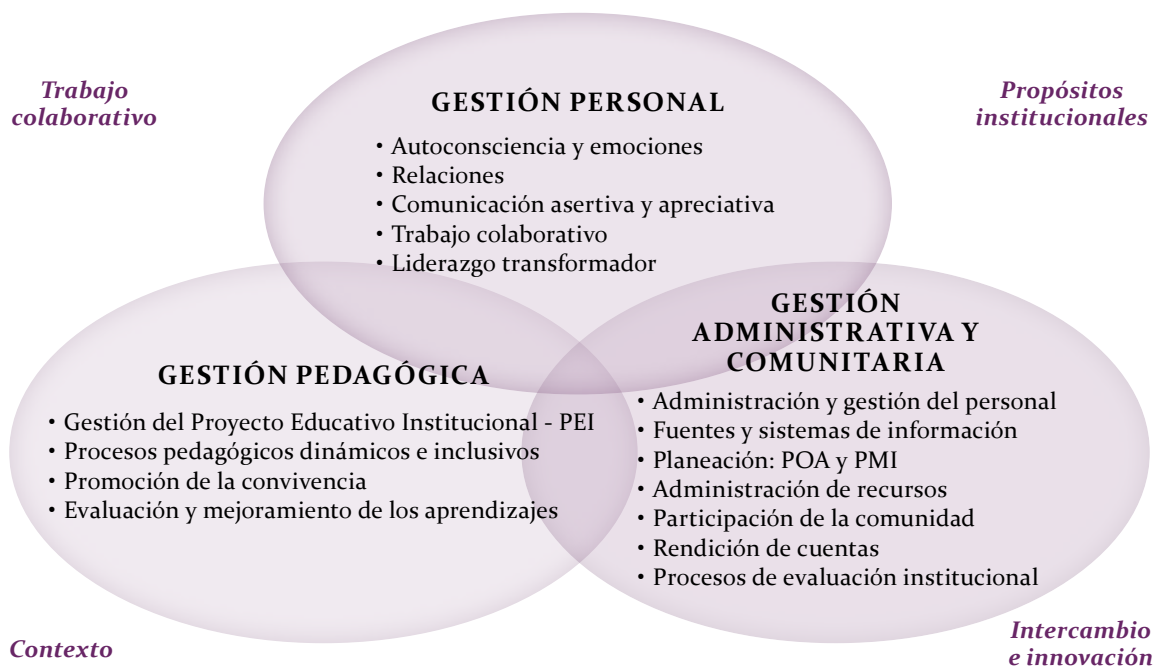 Trabajo
colaborativo
Propósitos
institucionales
GESTIÓN PERSONAL
• Autoconsciencia y emociones
• Relaciones
• Comunicación asertiva y apreciativa
• Trabajo colaborativo
• Liderazgo transformador
GESTIÓN PEDAGÓGICA
• Gestión del Proyecto Educativo Institucional - PEI
• Procesos pedagógicos dinámicos e inclusivos
• Promoción de la convivencia
• Evaluación y mejoramiento de los aprendizajes
GESTIÓN
ADMINISTRATIVA Y
COMUNITARIA
• Administración y gestión del personal
• Fuentes y sistemas de información
• Planeación: POA y PMI
• Administración de recursos
• Participación de la comunidad
• Rendición de cuentas
• Procesos de evaluación institucional
Contexto
Intercambio
e innovación